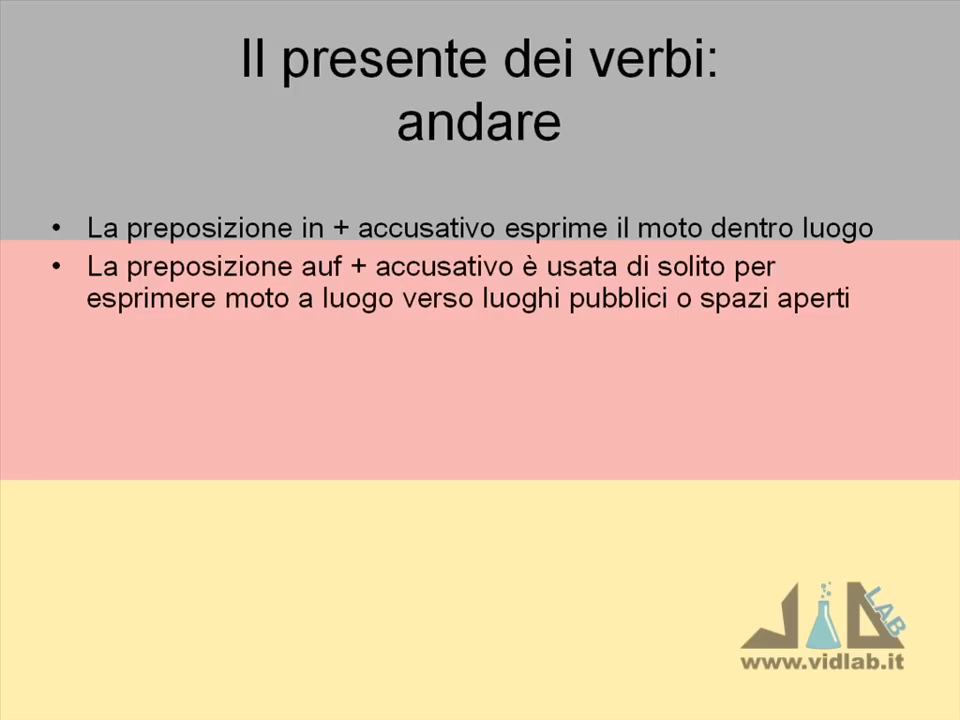 Il presente dei verbi:
andare
• La preposizione in + accusativo esprime il moto dentro luogo
• La preposizione auf + accusativo è usata di solito per
esprimere moto a luogo verso luoghi pubblici o spazi aperti
LAB
www.vidlab.it